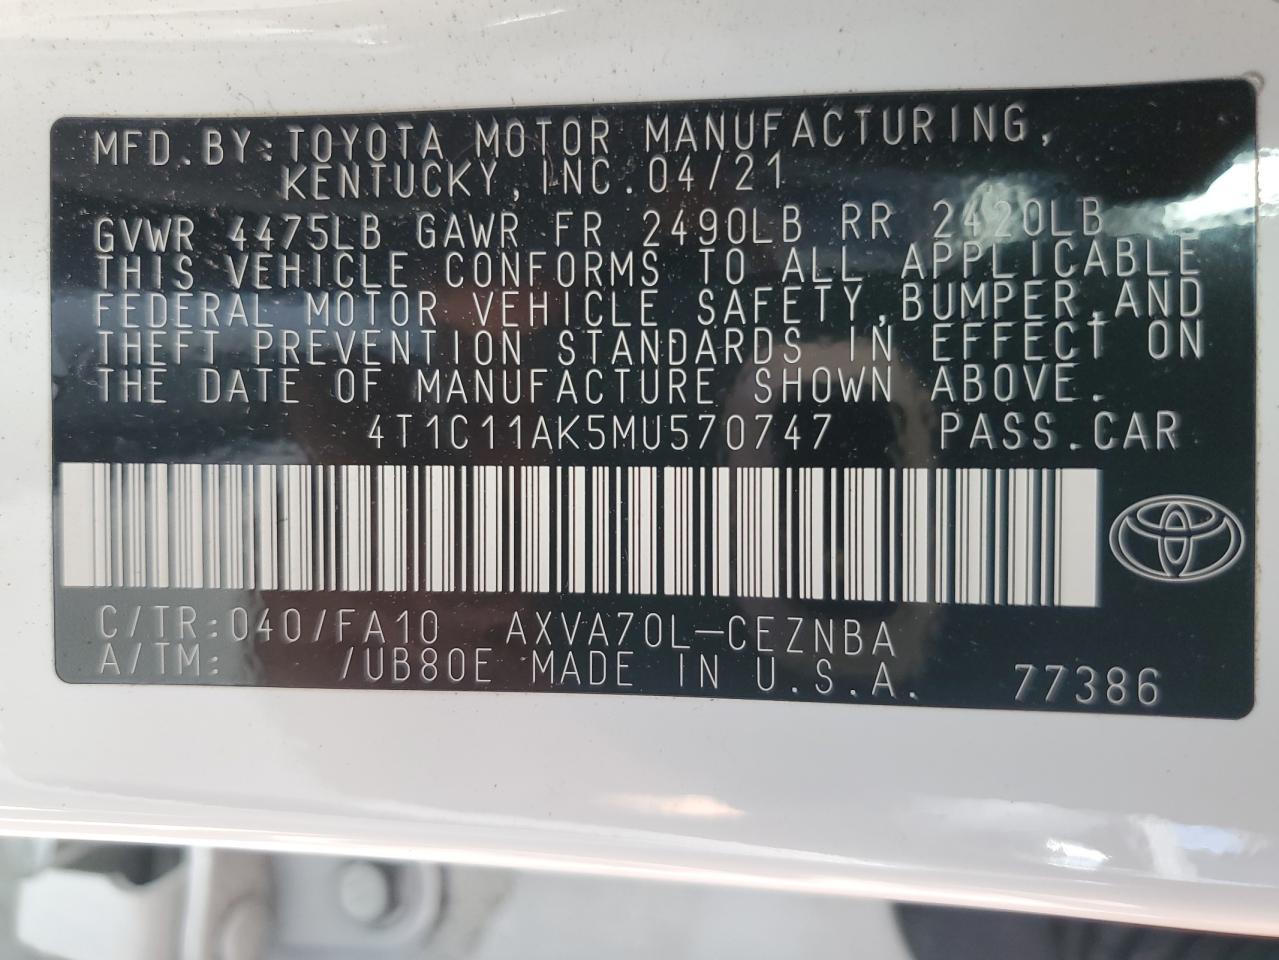 MFD.BY:TOYOTA MOTOR MANUFACTURING,
KENTUCKY, INC.04/21
GVWR 4475LB GAWR FR 2490LB RR 2420LB
THIS VEHICLE CONFORMS TO ALL APPLICABLE
FEDERAL MOTOR VEHICLE SAFETY,BUMPER,AND
THEFT PREVENTION STANDARDS IN EFFECT ON
THE DATE OF MANUFACTURE SHOWN ABOVE.
4T1C11AK5MU570747 PASS.CAR
C/TR:040/FA10 AXVA70L-CEZNBA
A/TM: /UB80E MADE IN U.S.A. 77386